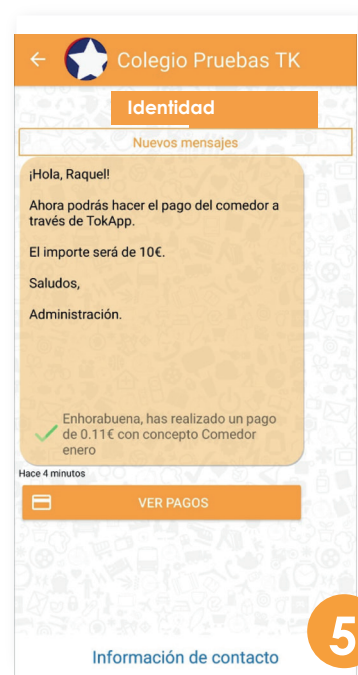 Colegio Pruebas TK
Identidad
Nuevos mensajes
¡Hola, Raquel!
Ahora podrás hacer el pago del comedor a
través de TokApp.
El importe será de 10€.
Saludos,
Administración.
Enhorabuena, has realizado un pago
de 0.11€ con concepto Comedor
enero
Hace 4 minutos
VER PAGOS
5
Información de contacto